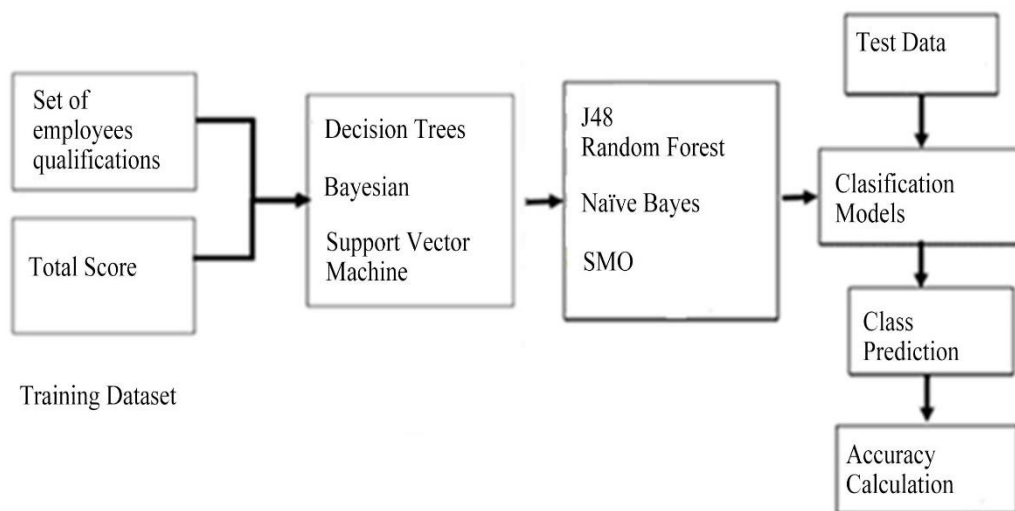 Set of
employees
qualifications
Total Score
Training Dataset
Decision Trees
Bayesian
Support Vector
Machine
J48
Random Forest
Naïve Bayes
SMO
Test Data
Clasification
Models
Class
Prediction
Accuracy
Calculation